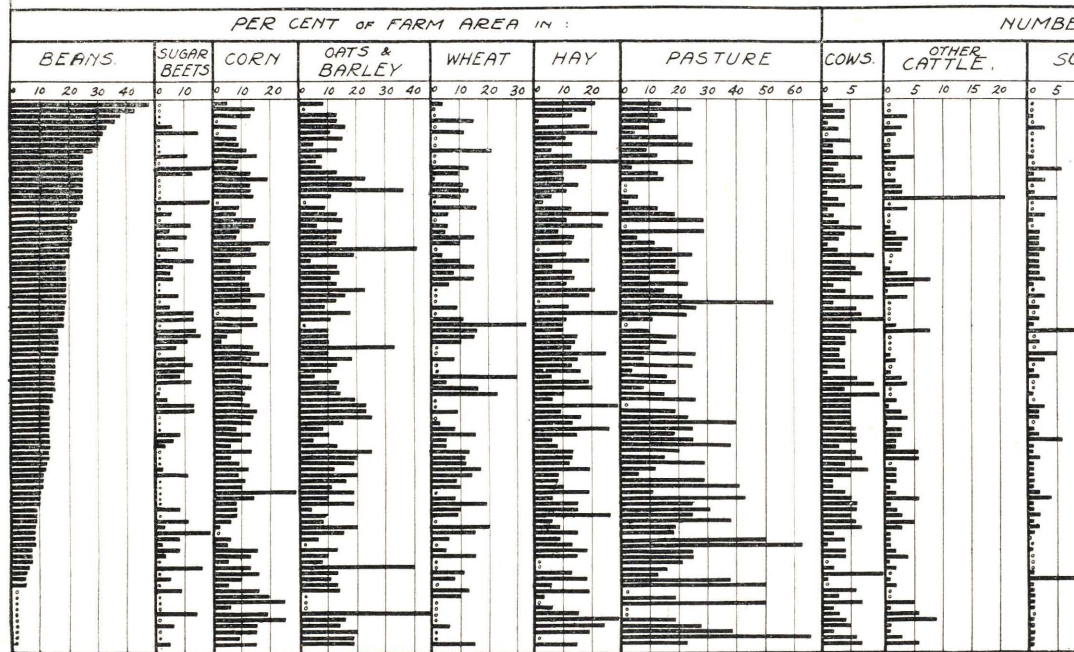 PER CENT OF FARM AREA IN :
NUMBE
BEANS.
SUGAR
BEETS
CORN
OATS &
BARLEY
WHEAT
HAY
PASTURE
COWS.
OTHER
CATTLE.
0 10 20 30 40
0 10
0 10 20
0 10 20 30 40
0 10 20 30
0 10 20
0 10 20 30 40 50 60
0 5
0 5 10 15 20
0 5